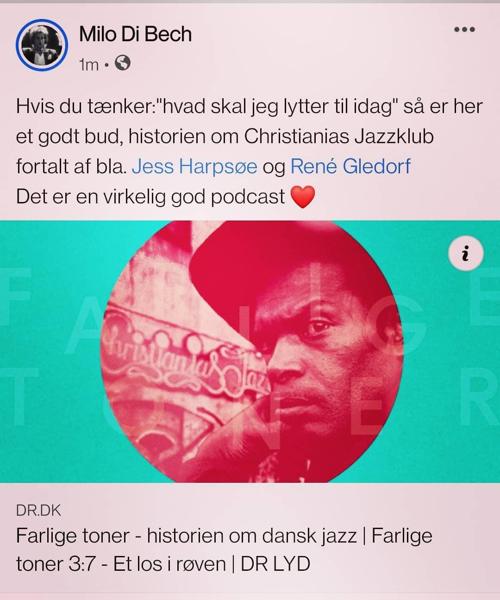 Milo Di Bech
1m •
Hvis du tænker:"hvad skal jeg lytter til idag" så er her
et godt bud, historien om Christianias Jazzklub
fortalt af bla. Jess Harpsøe og René Gledorf
Det er en virkelig god podcast ❤️
i
FARLIGE
TONER
Christianias Jaz
DR.DK
Farlige toner - historien om dansk jazz | Farlige
toner 3:7 - Et los i røven | DR LYD